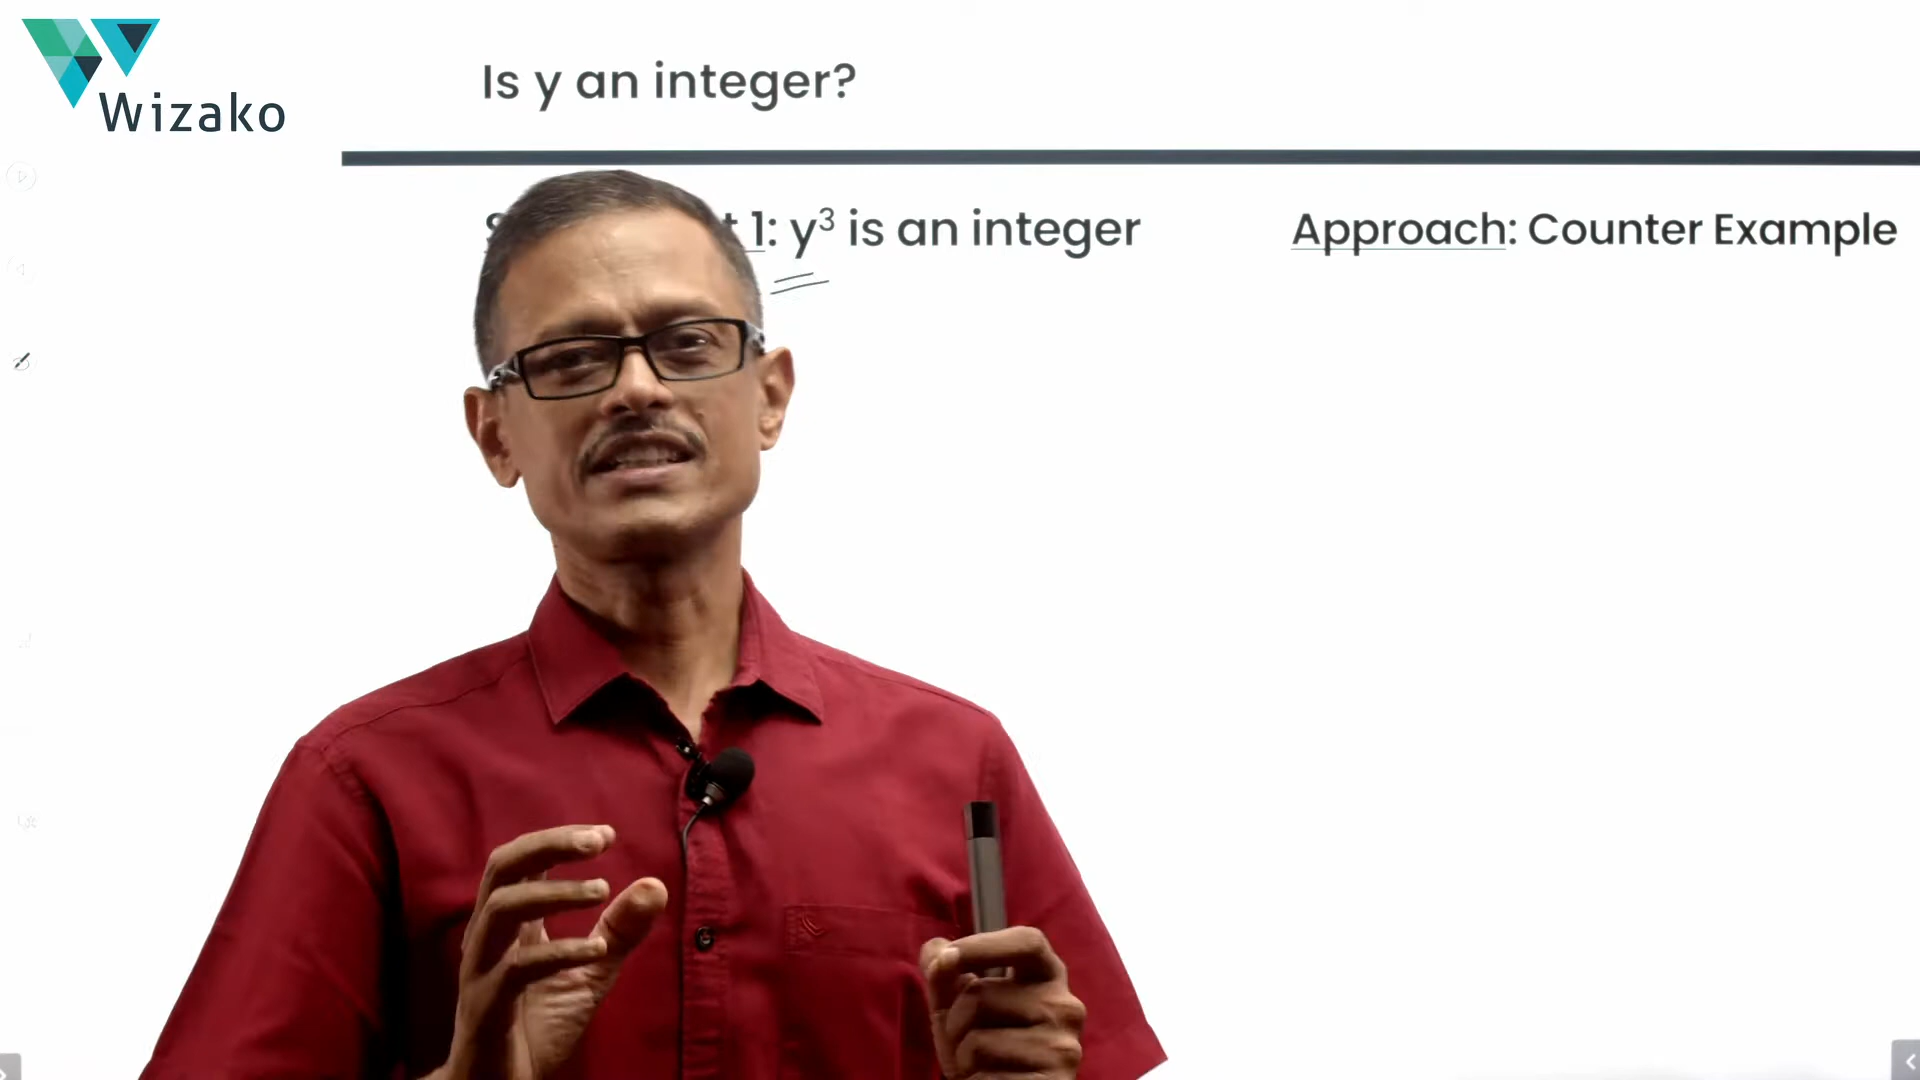 Wizako
Is y an integer?
1: y³ is an integer
Approach: Counter Example